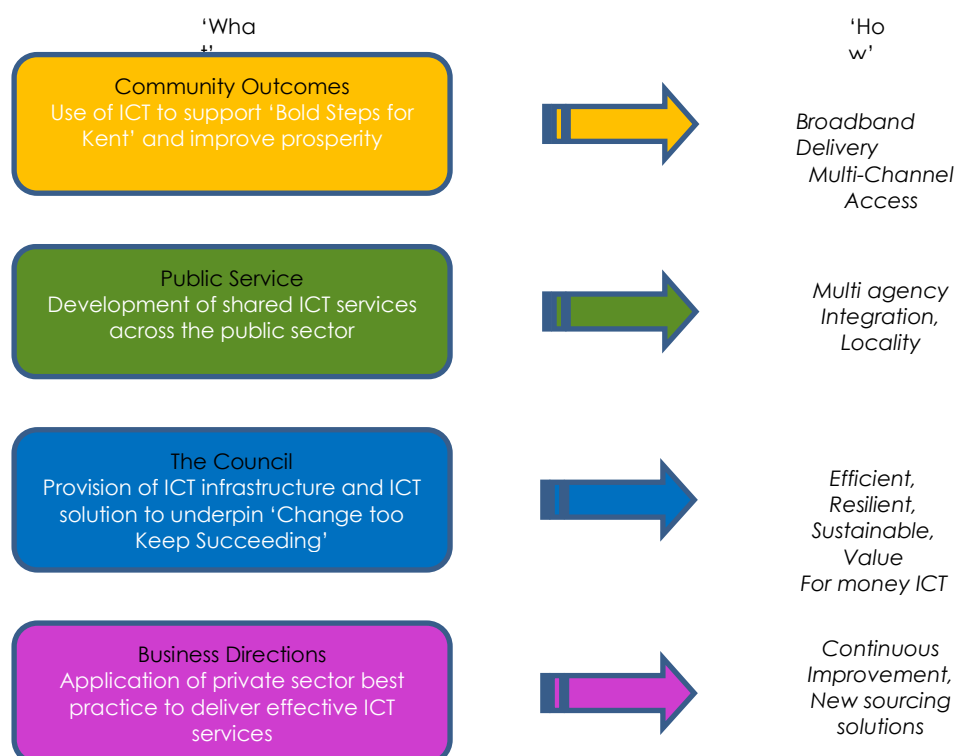 ‘Wha
t’
‘Ho
w’
Community Outcomes
Use of ICT to support ‘Bold Steps for
Kent’ and improve prosperity
Broadband
Delivery
Multi-Channel
Access
Public Service
Development of shared ICT services
across the public sector
Multi agency
Integration,
Locality
The Council
Provision of ICT infrastructure and ICT
solution to underpin ‘Change too
Keep Succeeding’
Efficient,
Resilient,
Sustainable,
Value
For money ICT
Business Directions
Application of private sector best
practice to deliver effective ICT
services
Continuous
Improvement,
New sourcing
solutions